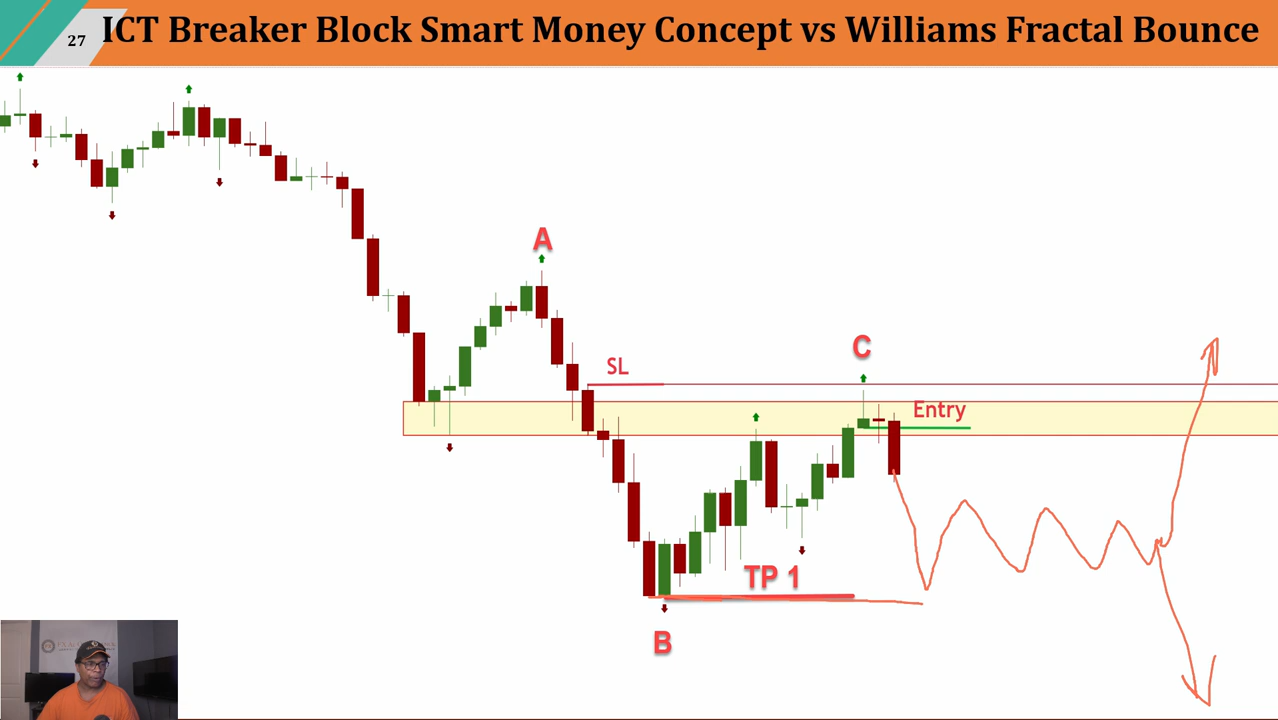 27
ICT Breaker Block Smart Money Concept vs Williams Fractal Bounce
A
SL
C
Entry
TP 1
B